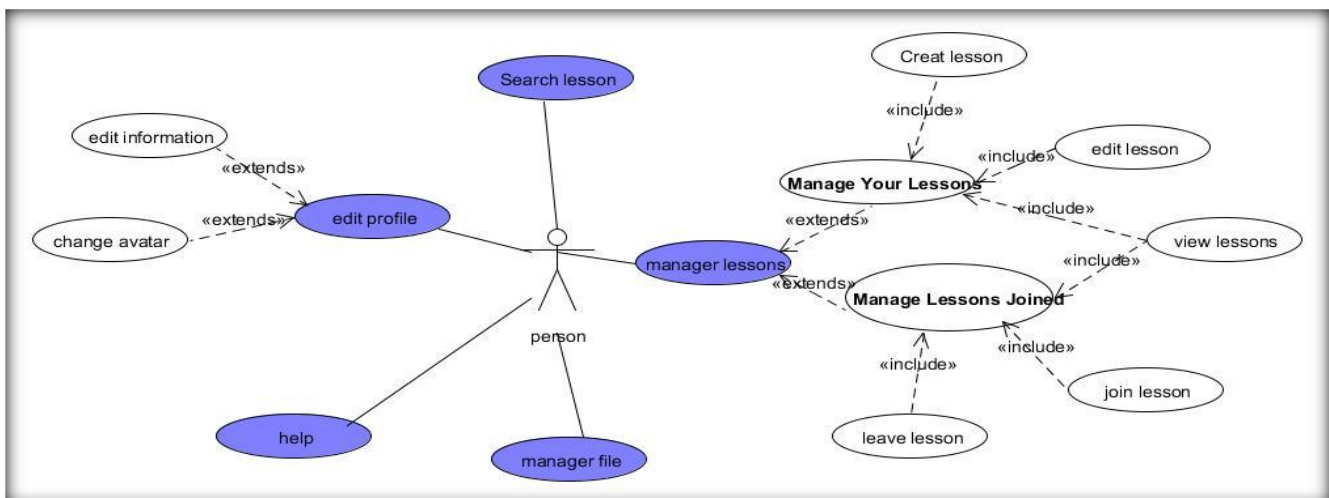 Creat lesson
Search lesson
«include»
edit information
edit lesson
«include»
«extends»
Manage Your Lessons
«include»
«extends»
edit profile
«extends»
change avatar
view lessons
manager lessons
«include»
«extends»
Manage Lessons Joined
person
«include»
«include»
join lesson
help
leave lesson
manager file